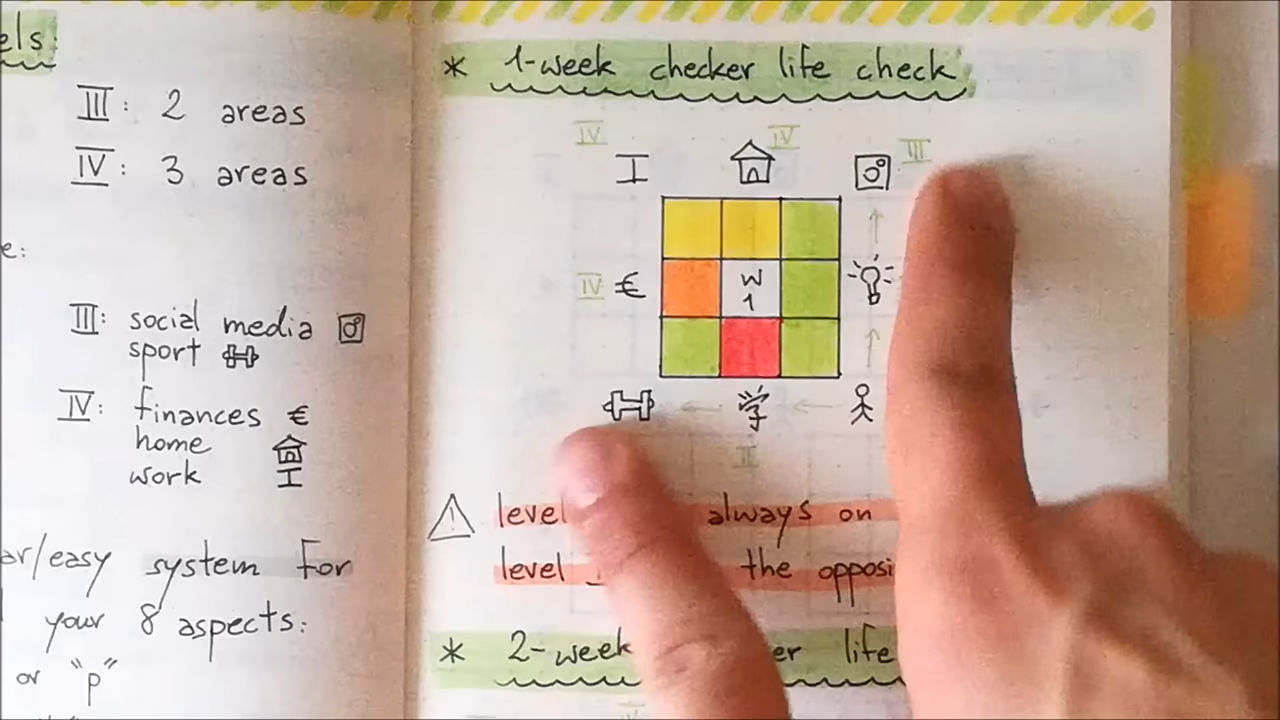 els:
III: 2 areas
IV: 3 areas
e:
III: social media
sport
IV: finances €
home
work I
ar/easy system for
your 8 aspects:
or "p"
* 1-week checker life check
IV IV III
I
IV €
W
1
II
level always on
level the opposi
* 2-week er life
IV